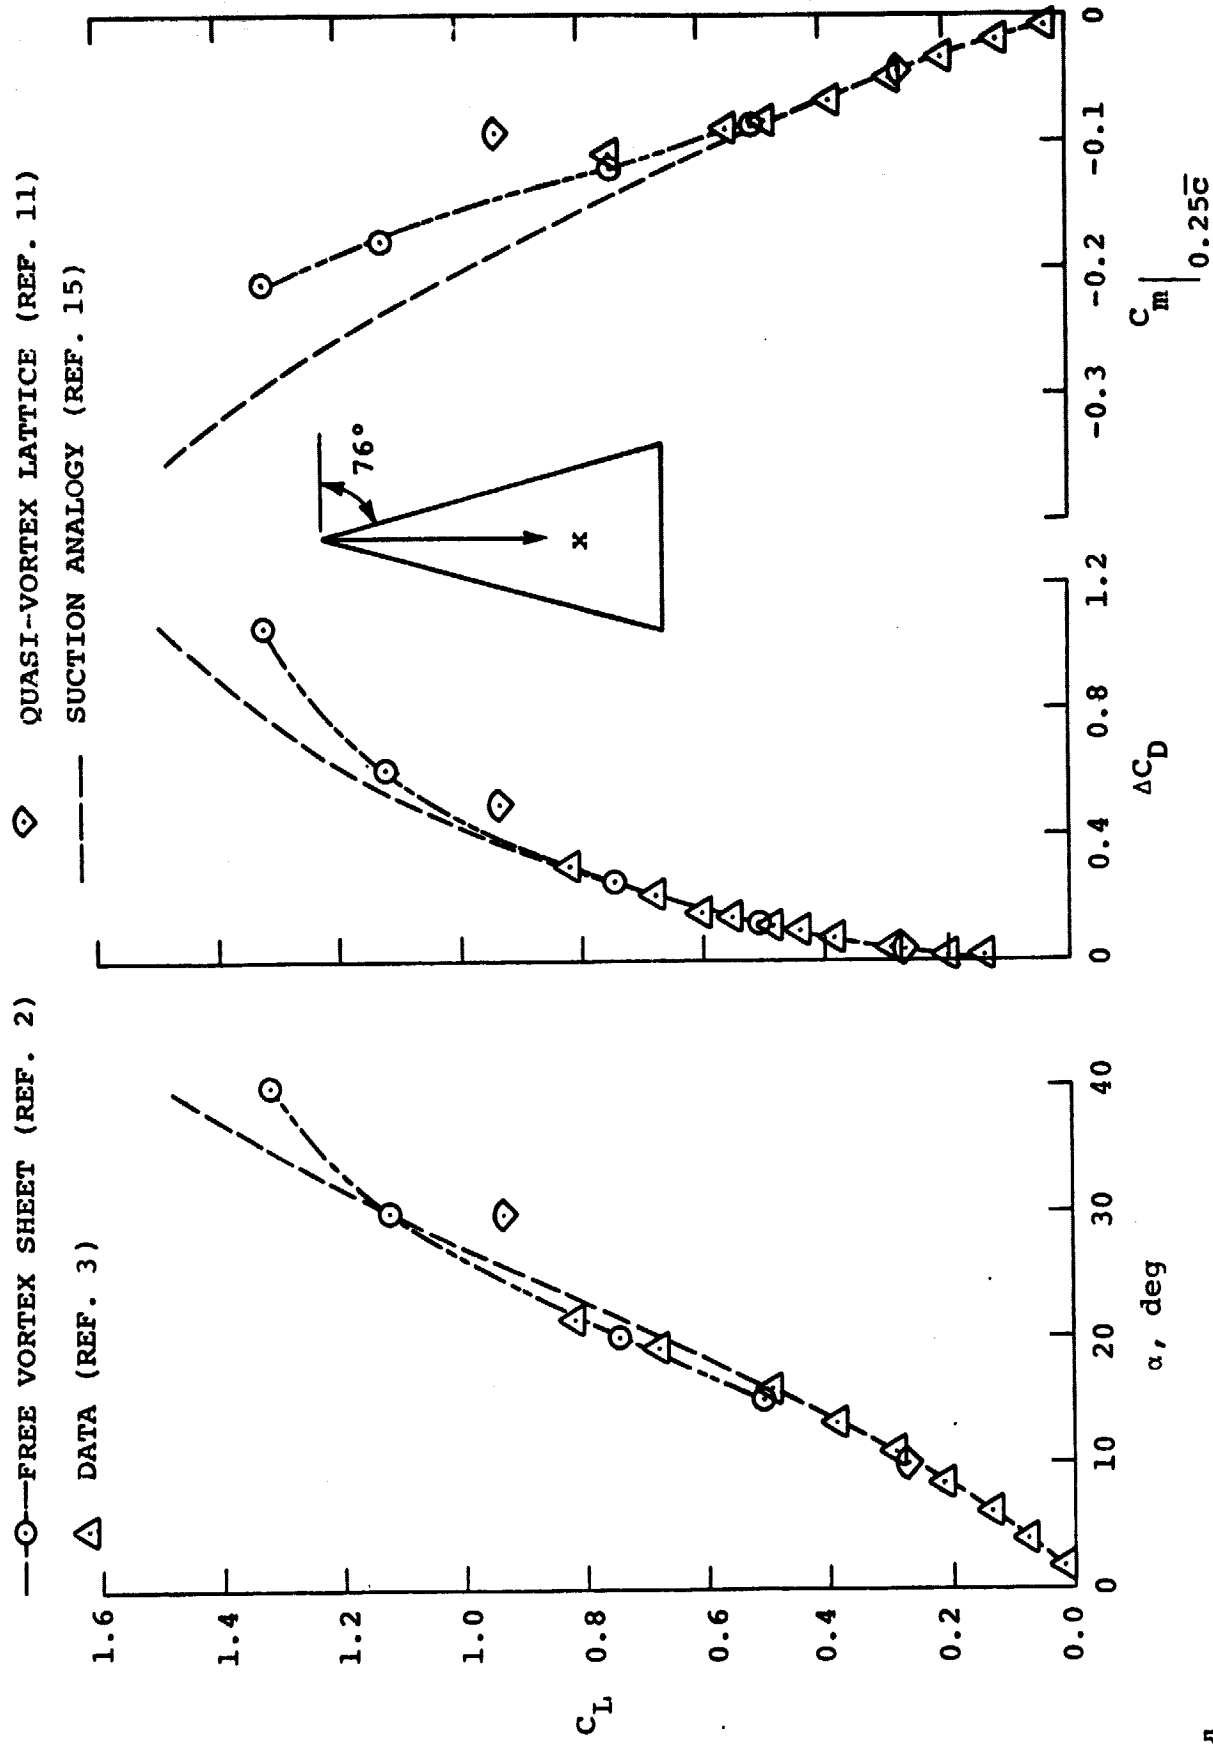 FREE VORTEX SHEET (REF. 2)
QUASI-VORTEX LATTICE (REF. 11)
DATA (REF. 3)
SUCTION ANALOGY (REF. 15)
1.6
1.4
1.2
1.0
0.8
0.6
0.4
0.2
0.0
C_L
0 10 20 30 40
α, deg
0 0.4 0.8 1.2
ΔC_D
76°
x
-0.3 -0.2 -0.1 0
C_m|0.25c̄